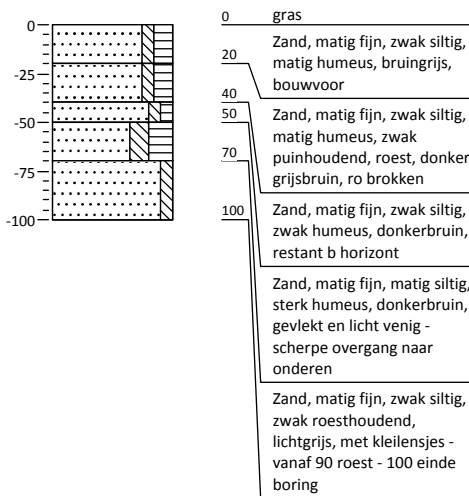 0
-25
-50
-75
-100
0 gras
20
Zand, matig fijn, zwak siltig,
matig humeus, bruingrijs,
bouwvoor
40
Zand, matig fijn, zwak siltig,
matig humeus, zwak
puinhoudend, roest, donker
grijsbruin, ro brokken
50
Zand, matig fijn, zwak siltig,
zwak humeus, donkerbruin,
restant b horizont
70
Zand, matig fijn, matig siltig,
sterk humeus, donkerbruin,
gevlekt en licht venig -
scherpe overgang naar
onderen
100
Zand, matig fijn, zwak siltig,
zwak roesthoudend,
lichtgrijs, met kleilensjes -
vanaf 90 roest - 100 einde
boring